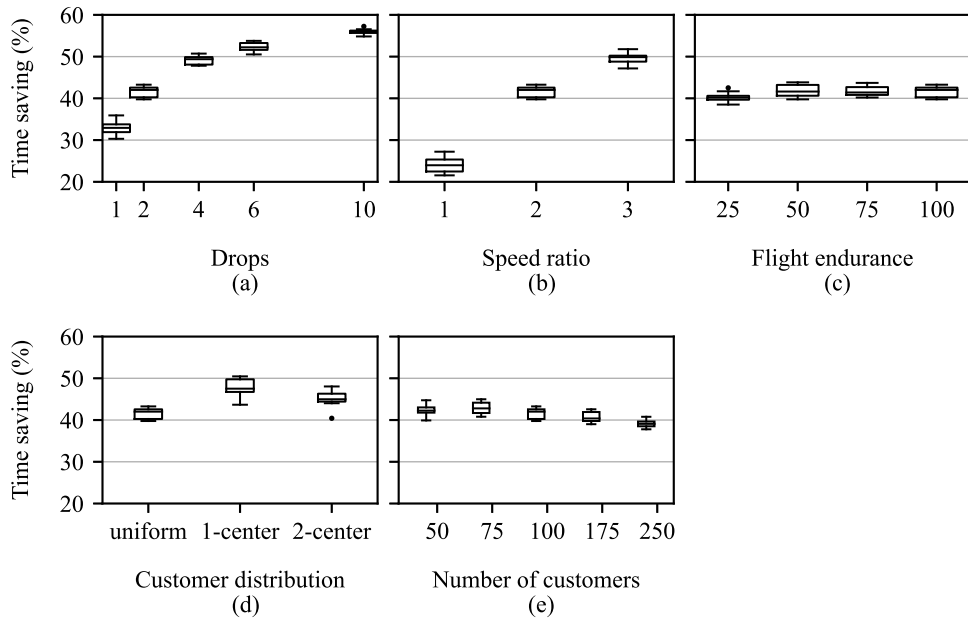 Time saving (%)
60
50
40
30
20
1 2 4 6 10
Drops
(a)
1 2 3
Speed ratio
(b)
25 50 75 100
Flight endurance
(c)
Time saving (%)
60
50
40
30
20
uniform 1-center 2-center
Customer distribution
(d)
50 75 100 175 250
Number of customers
(e)